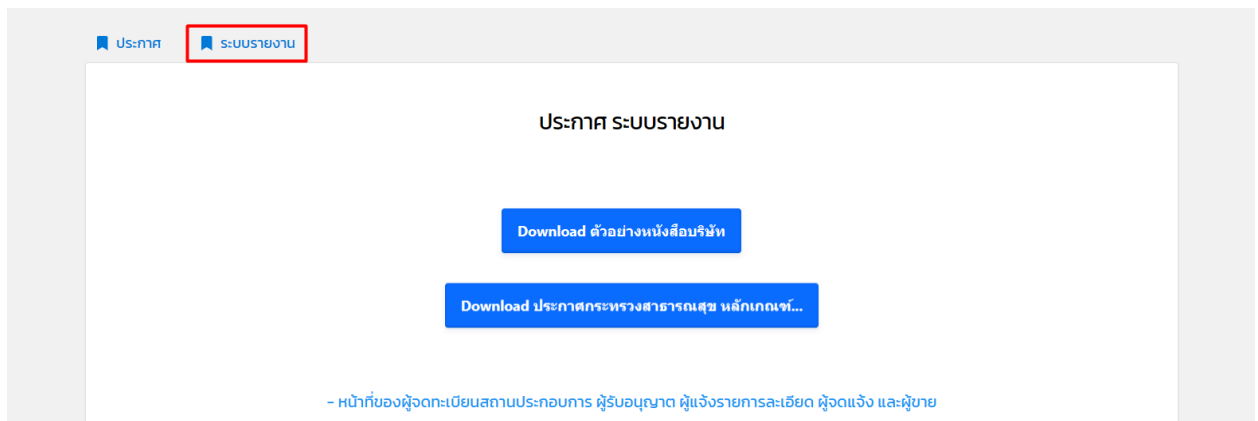 ประกาศ ระบบรายงาน
ประกาศ ระบบรายงาน
Download ตัวอย่างหนังสือบริษัท
Download ประกาศกระทรวงสาธารณสุข หลักเกณฑ์...
- หน้าที่ของผู้จดทะเบียนสถานประกอบการ ผู้รับอนุญาต ผู้แจ้งรายการละเอียด ผู้จดแจ้ง และผู้ขาย